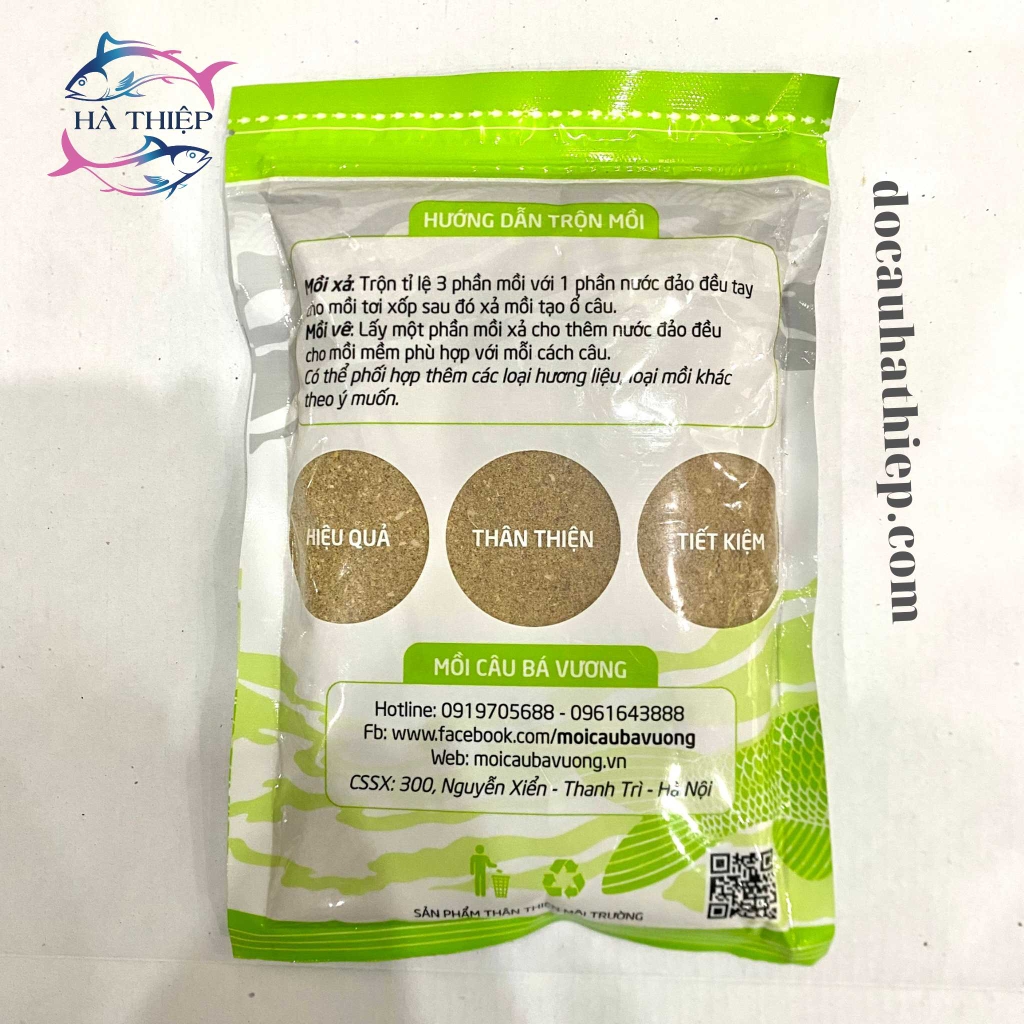 HÀ THIỆP
HƯỚNG DẪN TRỘN MỒI
Mồi xả: Trộn tỉ lệ 3 phần mồi với 1 phần nước đảo đều tay
cho mồi tơi xốp sau đó xả mồi tạo ổ câu.
Mồi vê: Lấy một phần mồi xả cho thêm nước đảo đều
cho mồi mềm phù hợp với mỗi cách câu.
Có thể phối hợp thêm các loại hương liệu, loại mồi khác
theo ý muốn.
HIỆU QUẢ
THÂN THIỆN
TIẾT KIỆM
MỒI CÂU BÁ VƯƠNG
Hotline: 0919705688 - 0961643888
Fb: www.facebook.com/moicaubavuong
Web: moicaubavuong.vn
CSSX: 300, Nguyễn Xiển - Thanh Trì - Hà Nội
SẢN PHẨM THÂN THIỆN MÔI TRƯỜNG
docauhathiep.com